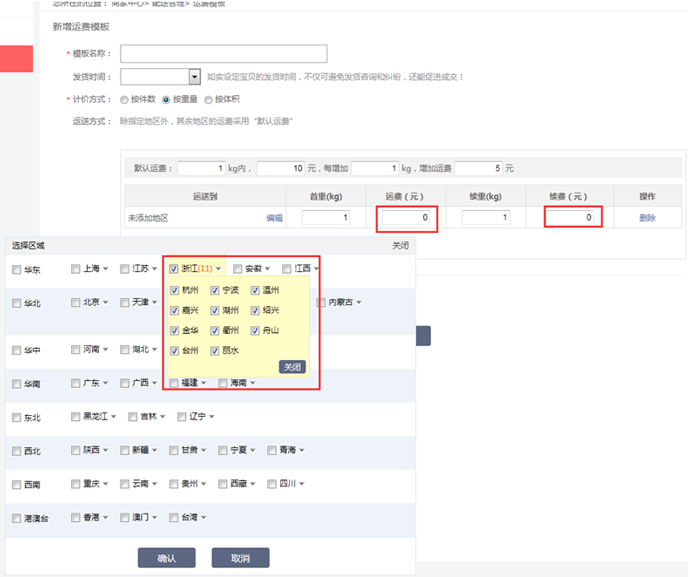 您所在的位置： 商家中心> 配送管理> 运费模板
新增运费模板
* 模板名称：
发货时间： 如实设定宝贝的发货时间，不仅可避免发货咨询和纠纷，还能促进成交！
* 计价方式： 按件数 按重量 按体积
运送方式： 除指定地区外，其余地区的运费采用 "默认运费"
默认运费： 1 kg内， 10 元，每增加 1 kg，增加运费 5 元
运送到 首重(kg) 运费（元） 续重(kg) 续费（元） 操作
未添加地区 编辑 1 0 1 0 删除
选择区域 关闭
华东 上海 江苏 浙江(11) 安徽 江西
杭州 宁波 温州
嘉兴 湖州 绍兴
金华 衢州 舟山
台州 丽水
关闭
华北 北京 天津 内蒙古
华中 河南 湖北
华南 广东 广西 福建 海南
东北 黑龙江 吉林 辽宁
西北 陕西 新疆 甘肃 宁夏 青海
西南 重庆 云南 贵州 西藏 四川
港澳台 香港 澳门 台湾
确认 取消